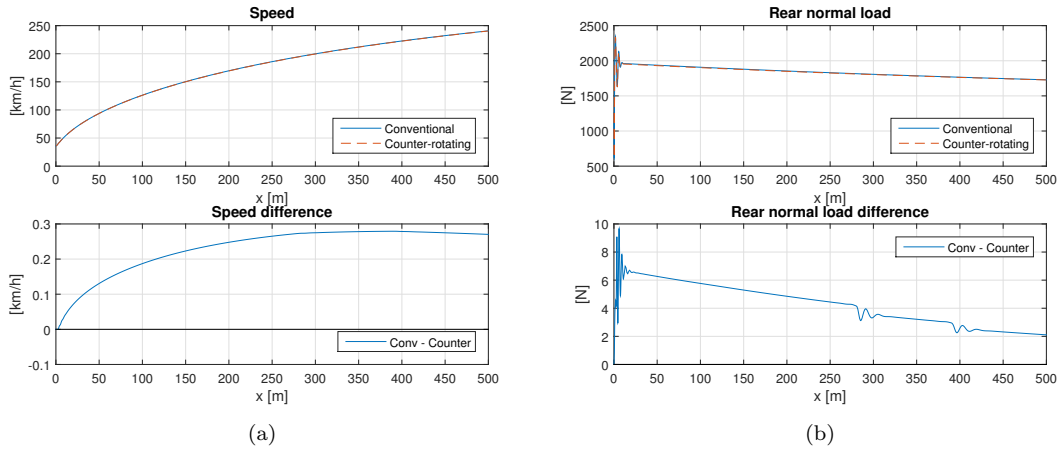 Speed
[km/h]
250
200
150
100
50
0
Conventional
Counter-rotating
0 50 100 150 200 250 300 350 400 450 500
x [m]
Speed difference
[km/h]
0.3
0.2
0.1
0
-0.1
Conv - Counter
0 50 100 150 200 250 300 350 400 450 500
x [m]
(a)
Rear normal load
[N]
2500
2000
1500
1000
500
Conventional
Counter-rotating
0 50 100 150 200 250 300 350 400 450 500
x [m]
Rear normal load difference
[N]
10
8
6
4
2
0
Conv - Counter
0 50 100 150 200 250 300 350 400 450 500
x [m]
(b)